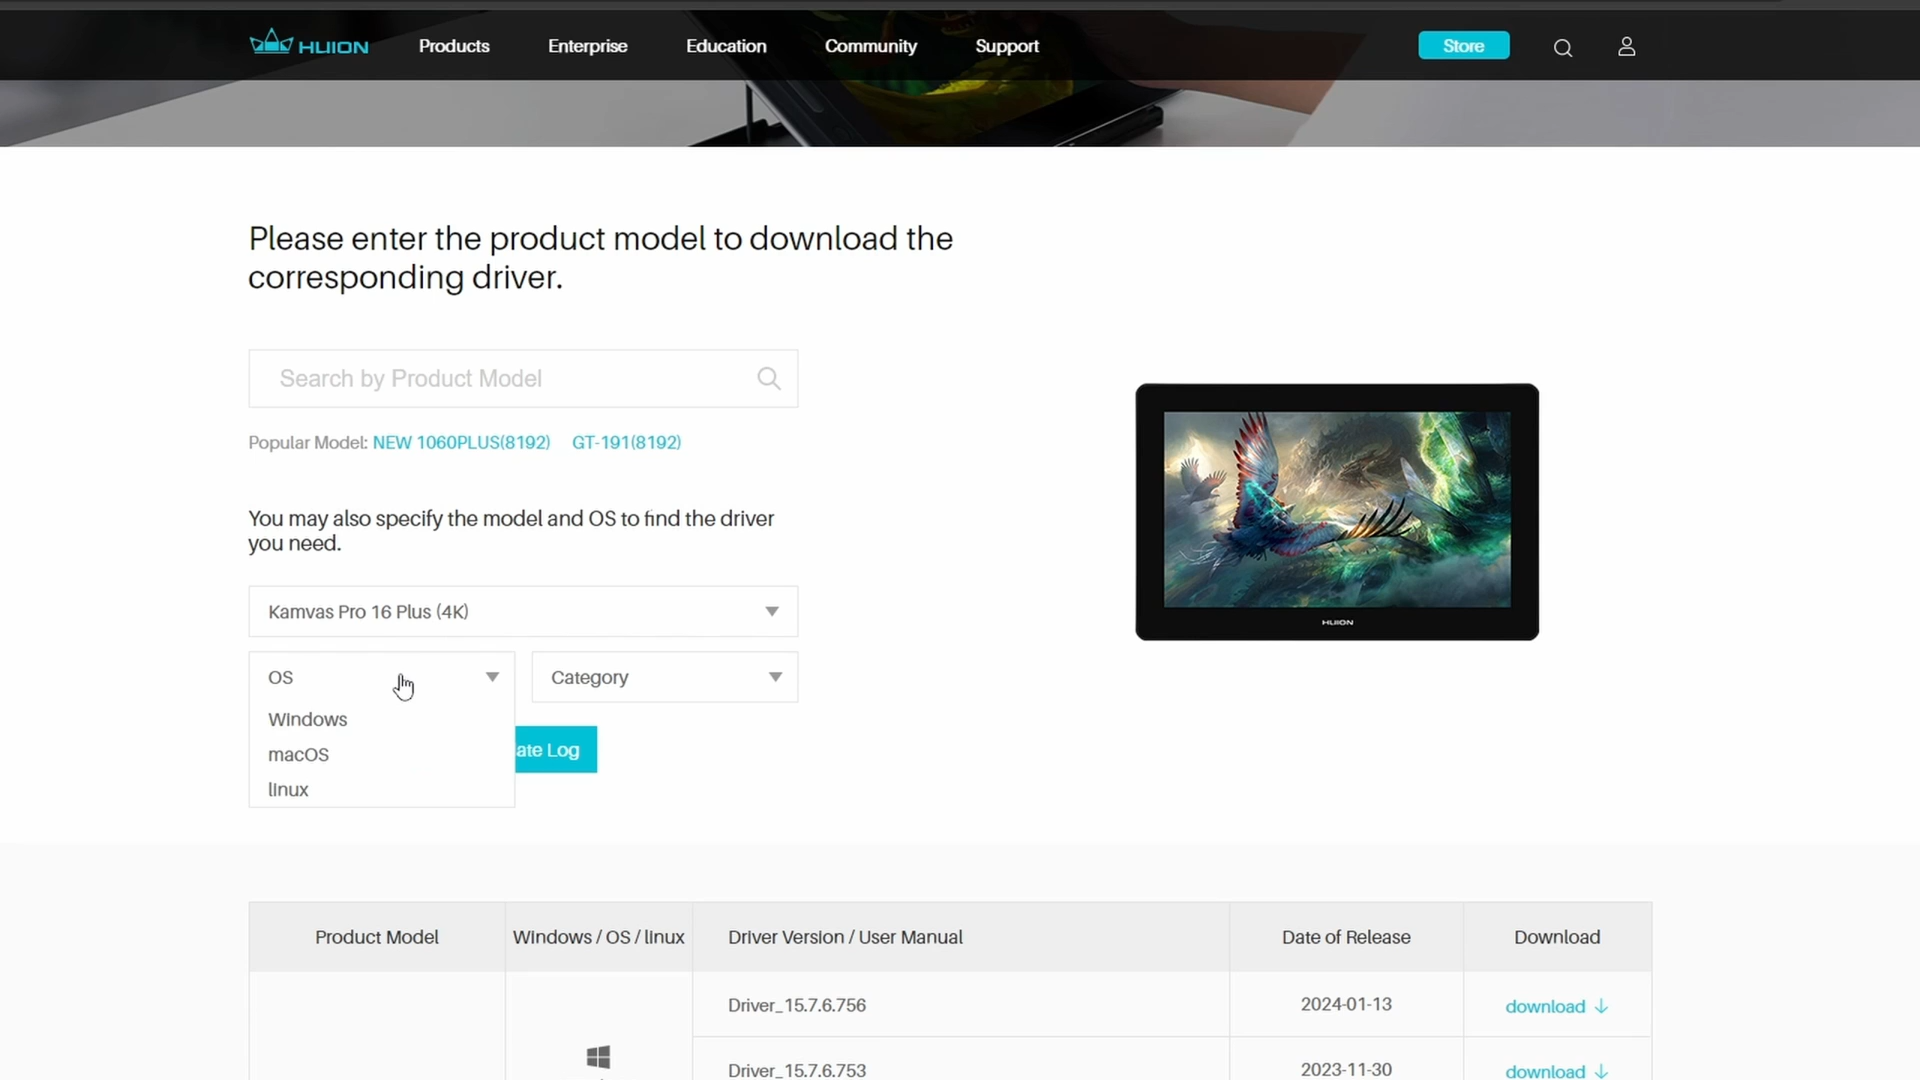 HUION
Products
Enterprise
Education
Community
Support
Store
Please enter the product model to download the
corresponding driver.
Search by Product Model
Popular Model: NEW 1060PLUS(8192) GT-191(8192)
You may also specify the model and OS to find the driver
you need.
Kamvas Pro 16 Plus (4K)
OS
Category
Windows
macOS
linux
ate Log
HUION
Product Model
Windows / OS / linux
Driver Version / User Manual
Date of Release
Download
Driver_15.7.6.756
2024-01-13
download
Driver_15.7.6.753
2023-11-30
download